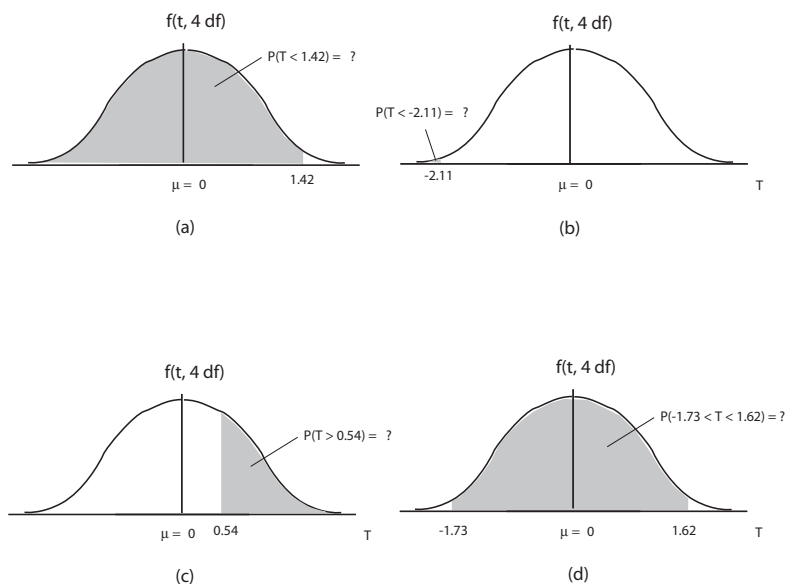 f(t, 4 df)
P(T < 1.42) = ?
1.42
μ = 0
(a)
f(t, 4 df)
P(T < -2.11) = ?
-2.11
μ = 0 T
(b)
f(t, 4 df)
P(T > 0.54) = ?
μ = 0 0.54 T
(c)
f(t, 4 df)
P(-1.73 < T < 1.62) = ?
-1.73 μ = 0 1.62 T
(d)